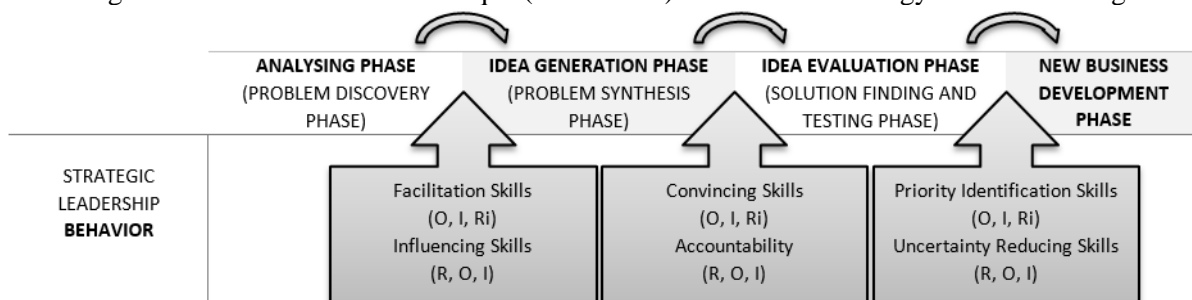 ANALYSING PHASE
(PROBLEM DISCOVERY
PHASE)
IDEA GENERATION PHASE
(PROBLEM SYNTHESIS
PHASE)
IDEA EVALUATION PHASE
(SOLUTION FINDING AND
TESTING PHASE)
NEW BUSINESS
DEVELOPMENT
PHASE
STRATEGIC
LEADERSHIP
BEHAVIOR
Facilitation Skills
(O, I, Ri)
Influencing Skills
(R, O, I)
Convincing Skills
(O, I, Ri)
Accountability
(R, O, I)
Priority Identification Skills
(O, I, Ri)
Uncertainty Reducing Skills
(R, O, I)